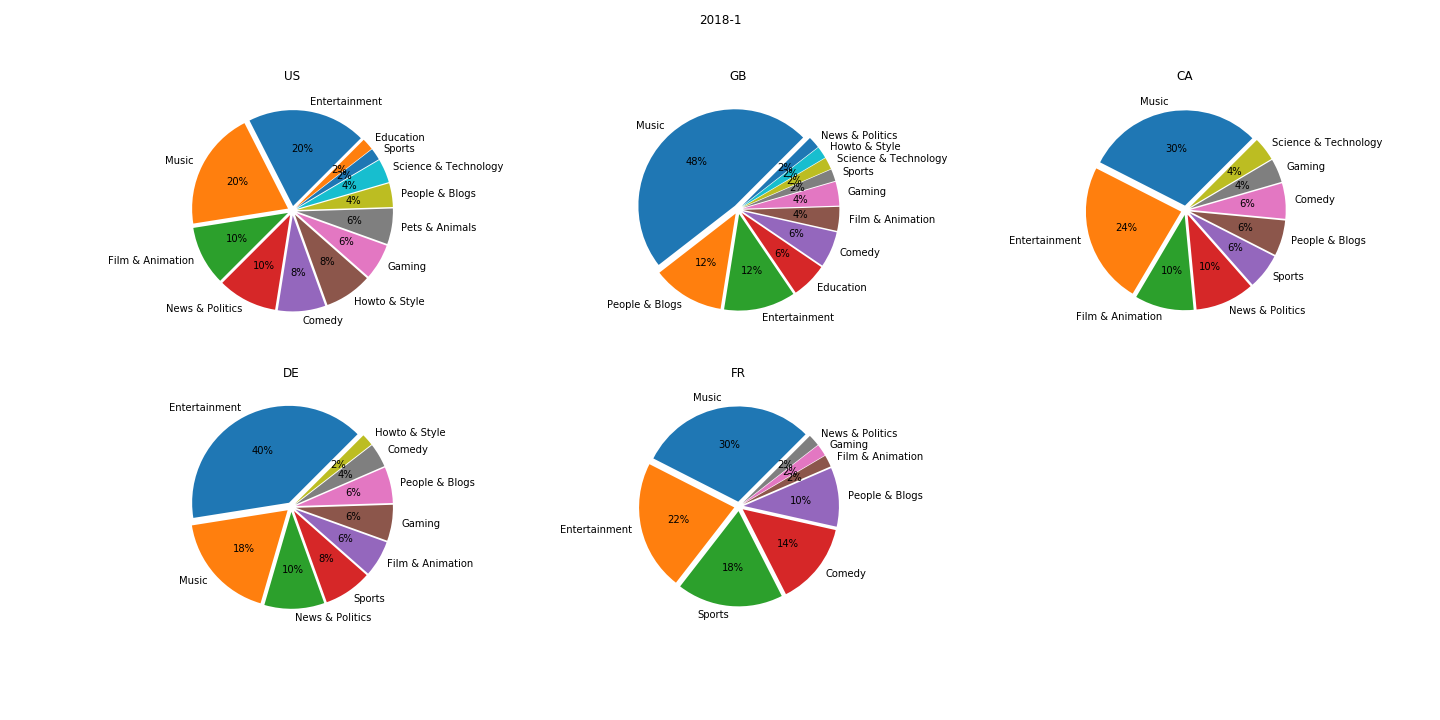 2018-1
US
Entertainment
20%
Music
20%
Film & Animation
10%
News & Politics
10%
Comedy
8%
Howto & Style
8%
Gaming
6%
Pets & Animals
6%
People & Blogs
4%
Science & Technology
4%
Sports
2%
Education
2%
GB
Music
48%
People & Blogs
12%
Entertainment
12%
Education
6%
Comedy
6%
Film & Animation
4%
Gaming
4%
Sports
2%
Science & Technology
2%
Howto & Style
2%
News & Politics
2%
CA
Music
30%
Entertainment
24%
Film & Animation
10%
News & Politics
10%
Sports
6%
People & Blogs
6%
Comedy
6%
Gaming
4%
Science & Technology
4%
DE
Entertainment
40%
Music
18%
News & Politics
10%
Sports
8%
Film & Animation
6%
Gaming
6%
People & Blogs
6%
Comedy
4%
Howto & Style
2%
FR
Music
30%
Entertainment
22%
Sports
18%
Comedy
14%
People & Blogs
10%
Film & Animation
2%
Gaming
2%
News & Politics
2%